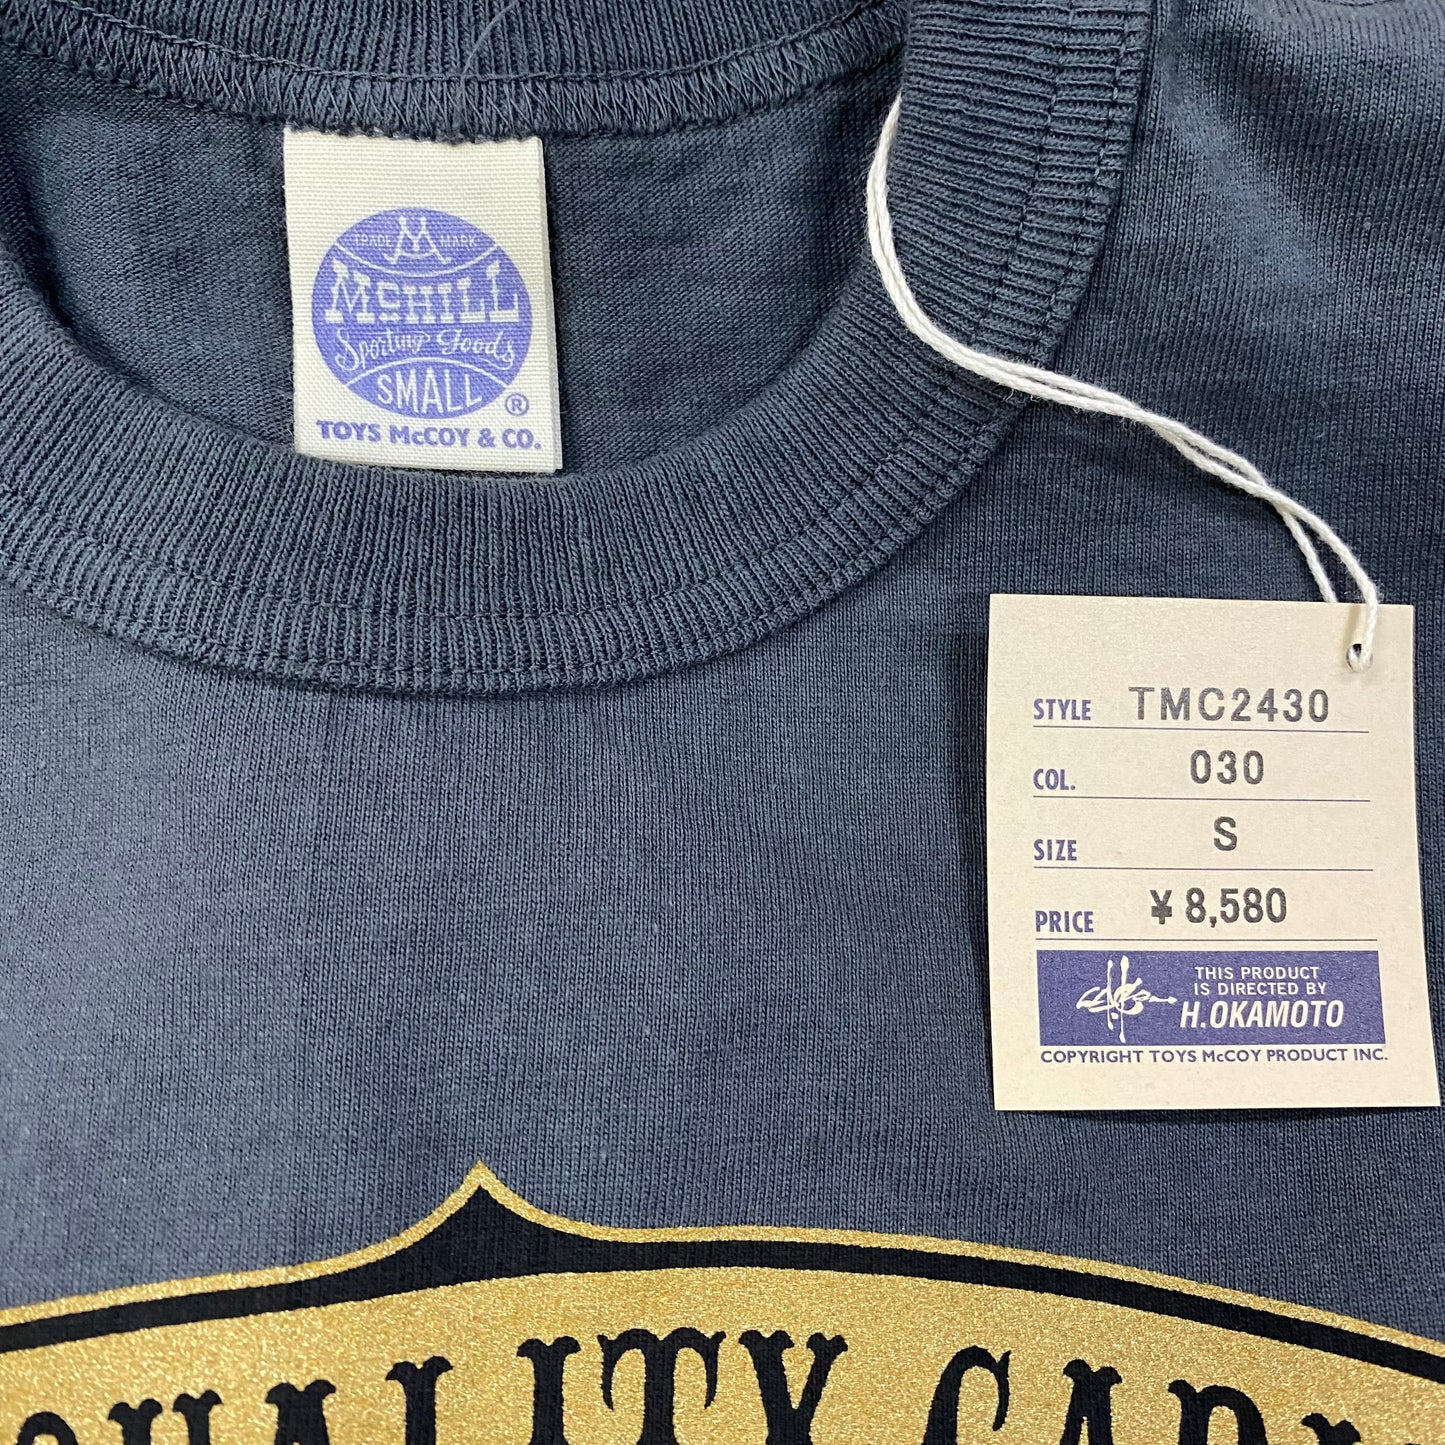 TRADE MARK
McHILL
Sporting Goods
SMALL ®
TOYS McCOY & CO.
STYLE TMC2430
COL. 030
SIZE S
PRICE ¥8,580
THIS PRODUCT
IS DIRECTED BY
H.OKAMOTO
COPYRIGHT TOYS McCOY PRODUCT INC.
QUALITY